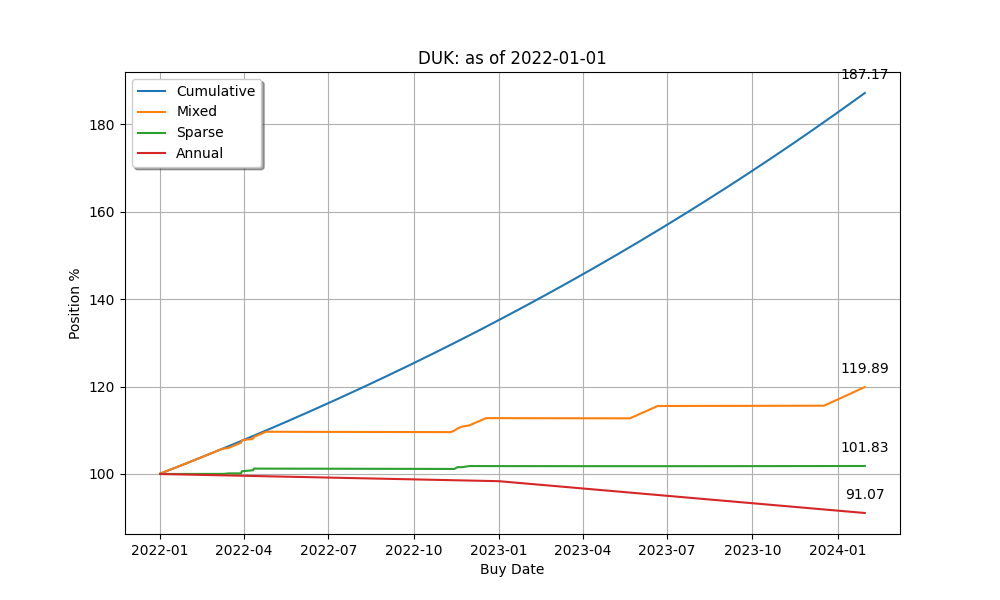 DUK: as of 2022-01-01
187.17
Cumulative
Mixed
Sparse
Annual
180
160
140
120
100
119.89
101.83
91.07
Position %
2022-01
2022-04
2022-07
2022-10
2023-01
2023-04
2023-07
2023-10
2024-01
Buy Date